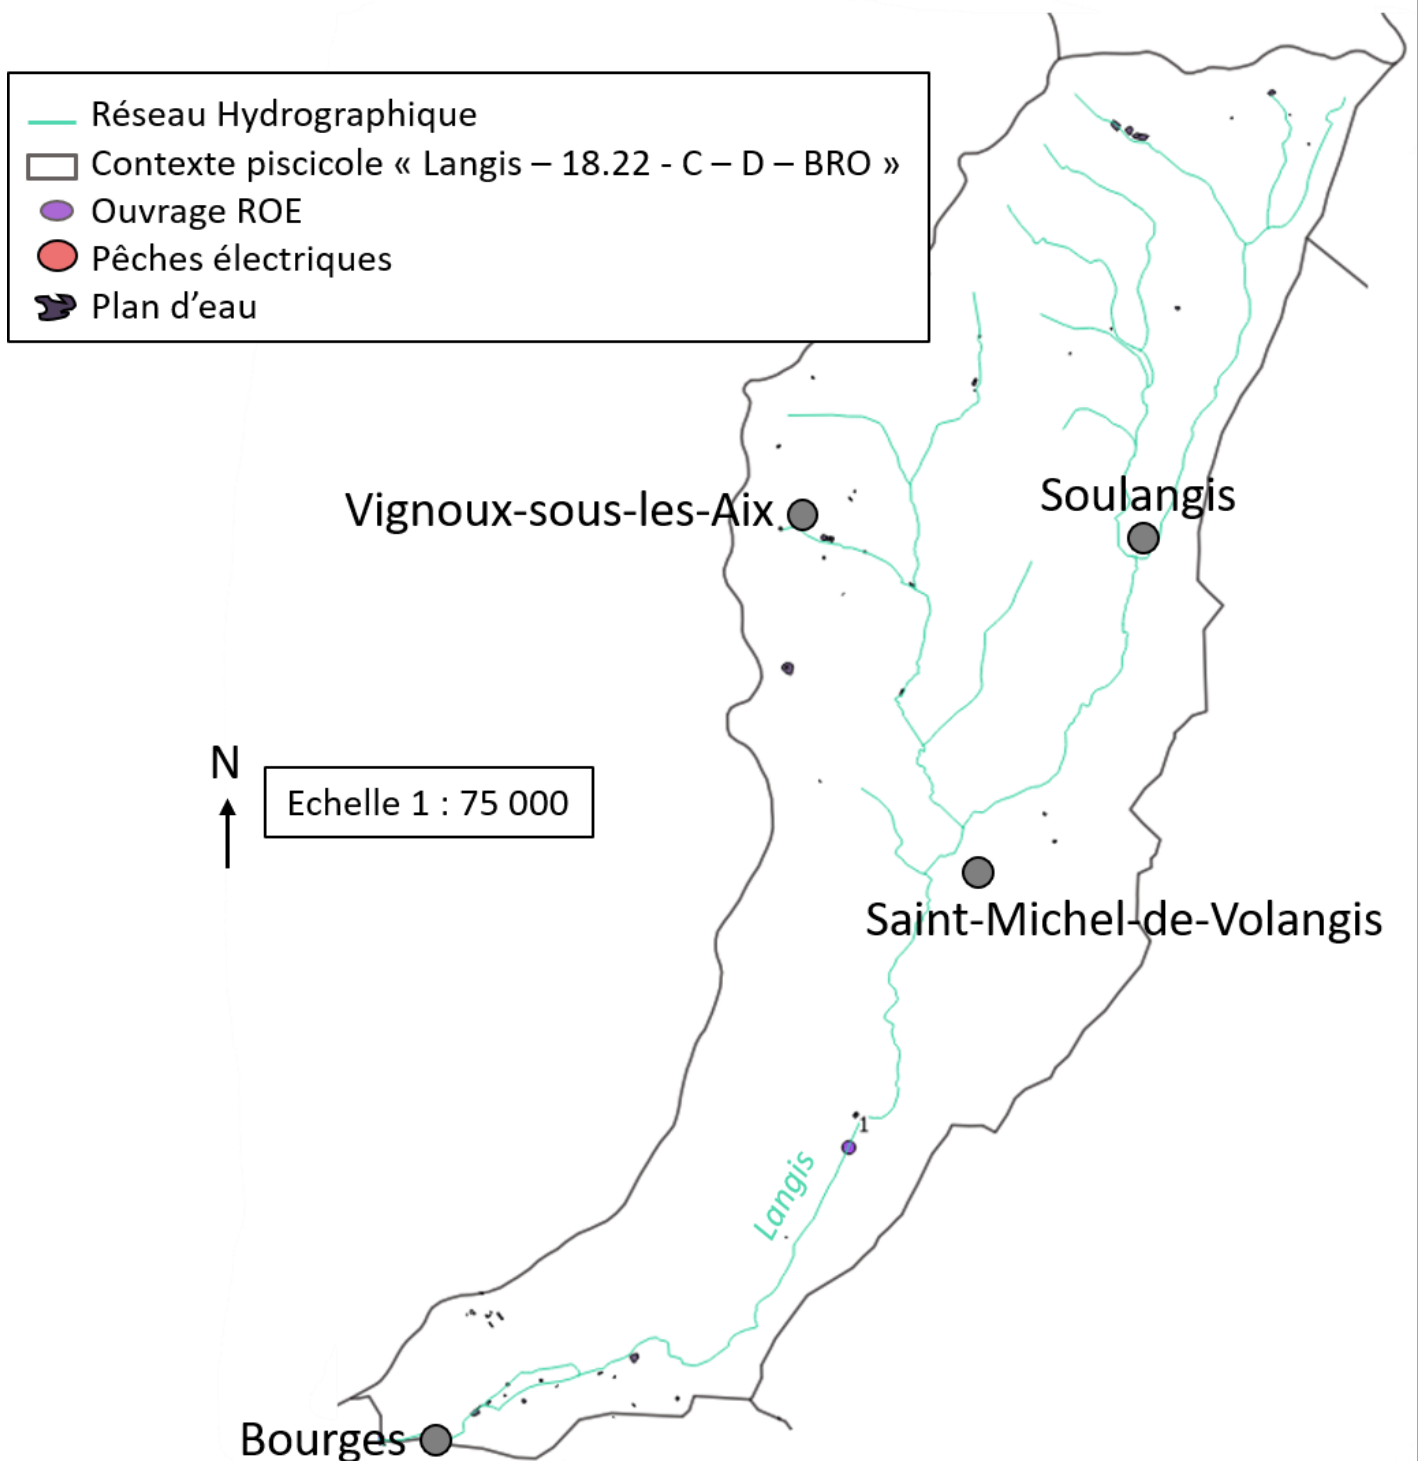 Réseau Hydrographique
Contexte piscicole « Langis – 18.22 - C – D – BRO »
Ouvrage ROE
Pêches électriques
Plan d’eau
Soulangis
Vignoux-sous-les-Aix
N
Echelle 1 : 75 000
Saint-Michel-de-Volangis
1
Langis
Bourges